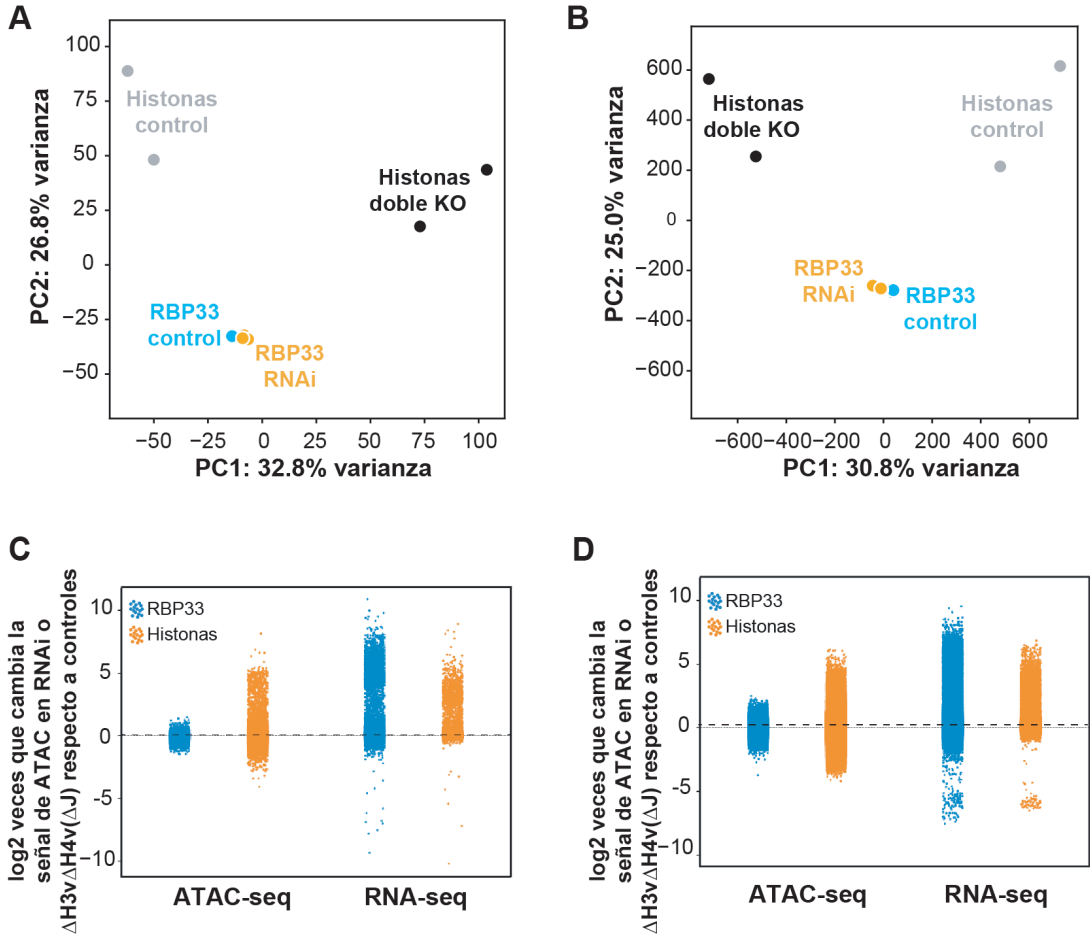 A
PC2: 26.8% varianza
100
75
50
25
0
−25
−50
Histonas
control
Histonas
doble KO
RBP33
control
RBP33
RNAi
−50
−25
0
25
50
75
100
PC1: 32.8% varianza
B
PC2: 25.0% varianza
600
400
200
0
−200
−400
−600
Histonas
doble KO
Histonas
control
RBP33
RNAi
RBP33
control
−600
−400
−200
0
200
400
600
PC1: 30.8% varianza
C
log2 veces que cambia la
señal de ATAC en RNAi o
ΔH3vΔH4v(ΔJ) respecto a controles
10
5
0
−5
−10
RBP33
Histonas
ATAC-seq
RNA-seq
D
log2 veces que cambia la
señal de ATAC en RNAi o
ΔH3vΔH4v(ΔJ) respecto a controles
10
5
0
−5
−10
RBP33
Histonas
ATAC-seq
RNA-seq